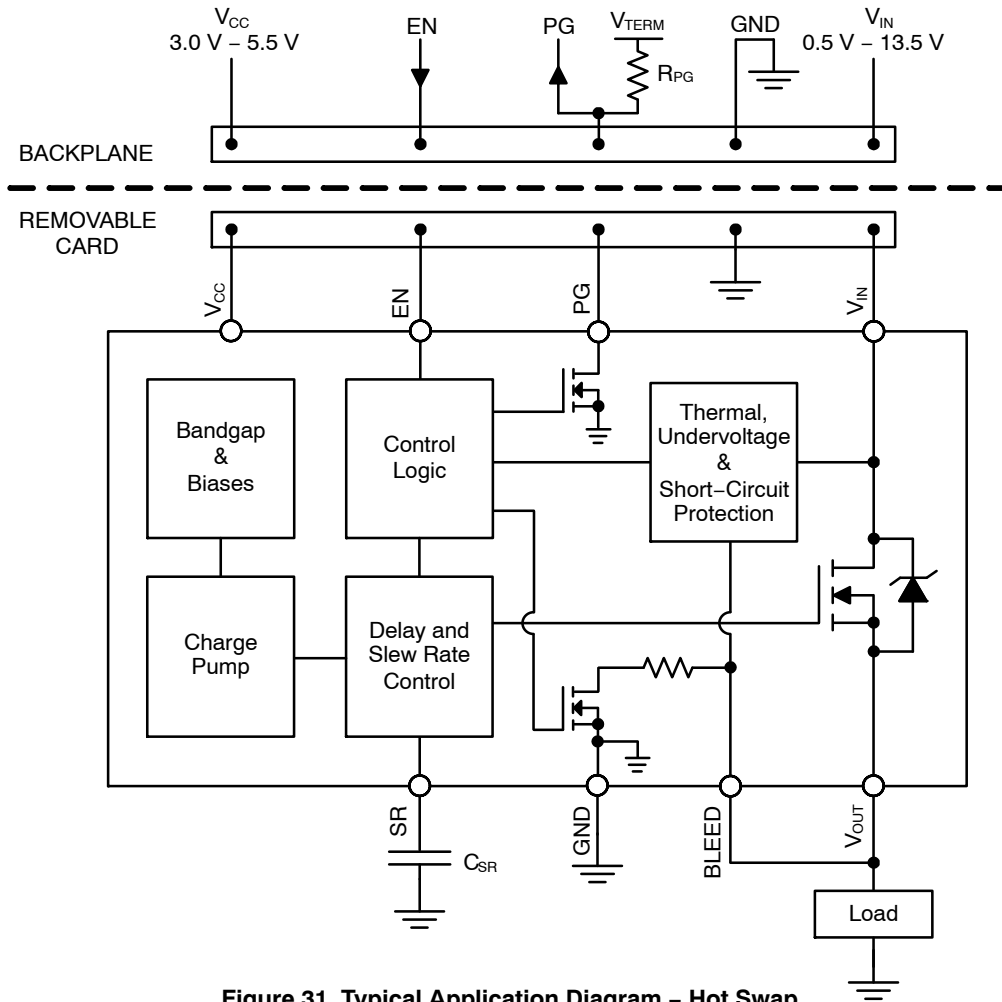 VCC
3.0 V – 5.5 V
EN
PG
VTERM
RPG
GND
VIN
0.5 V – 13.5 V
BACKPLANE
REMOVABLE
CARD
VCC
EN
PG
VIN
Bandgap
&
Biases
Control
Logic
Thermal,
Undervoltage
&
Short–Circuit
Protection
Charge
Pump
Delay and
Slew Rate
Control
SR
CSR
GND
BLEED
VOUT
Load
Figure 31. Typical Application Diagram – Hot Swap